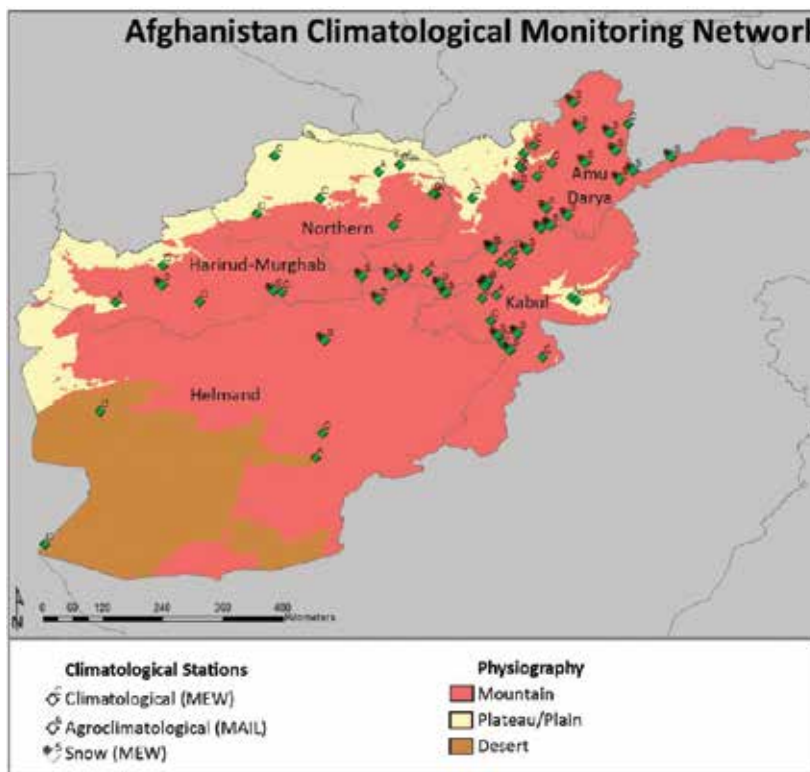 Afghanistan Climatological Monitoring Network
Amu
Darya
Northern
Harirud-Murghab
Kabul
Helmand
N
0 60 120 240 360 480
Kilometers
Climatological Stations
Climatological (MEW)
Agroclimatological (MAIL)
Snow (MEW)
Physiography
Mountain
Plateau/Plain
Desert